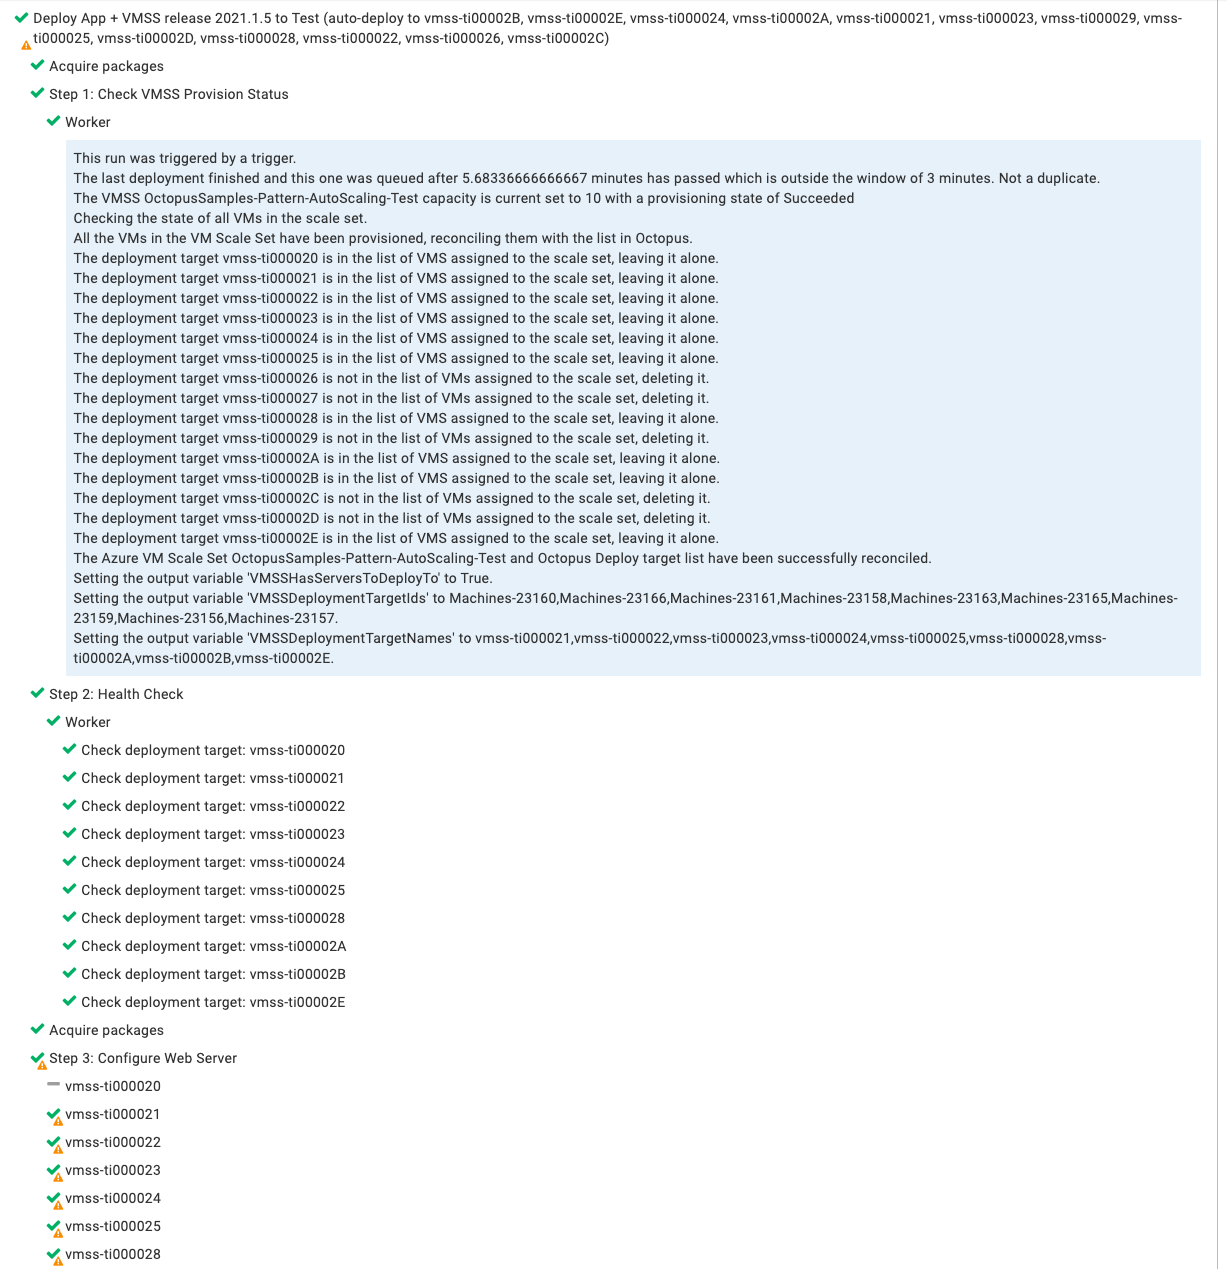 Deploy App + VMSS release 2021.1.5 to Test (auto-deploy to vmss-ti00002B, vmss-ti00002E, vmss-ti000024, vmss-ti00002A, vmss-ti000021, vmss-ti000023, vmss-ti000029, vmss-
ti000025, vmss-ti00002D, vmss-ti000028, vmss-ti000022, vmss-ti000026, vmss-ti00002C)
Acquire packages
Step 1: Check VMSS Provision Status
Worker
This run was triggered by a trigger.
The last deployment finished and this one was queued after 5.68336666666667 minutes has passed which is outside the window of 3 minutes. Not a duplicate.
The VMSS OctopusSamples-Pattern-AutoScaling-Test capacity is current set to 10 with a provisioning state of Succeeded
Checking the state of all VMs in the scale set.
All the VMs in the VM Scale Set have been provisioned, reconciling them with the list in Octopus.
The deployment target vmss-ti000020 is in the list of VMS assigned to the scale set, leaving it alone.
The deployment target vmss-ti000021 is in the list of VMS assigned to the scale set, leaving it alone.
The deployment target vmss-ti000022 is in the list of VMS assigned to the scale set, leaving it alone.
The deployment target vmss-ti000023 is in the list of VMS assigned to the scale set, leaving it alone.
The deployment target vmss-ti000024 is in the list of VMS assigned to the scale set, leaving it alone.
The deployment target vmss-ti000025 is in the list of VMS assigned to the scale set, leaving it alone.
The deployment target vmss-ti000026 is not in the list of VMs assigned to the scale set, deleting it.
The deployment target vmss-ti000027 is not in the list of VMs assigned to the scale set, deleting it.
The deployment target vmss-ti000028 is in the list of VMS assigned to the scale set, leaving it alone.
The deployment target vmss-ti000029 is not in the list of VMs assigned to the scale set, deleting it.
The deployment target vmss-ti00002A is in the list of VMS assigned to the scale set, leaving it alone.
The deployment target vmss-ti00002B is in the list of VMS assigned to the scale set, leaving it alone.
The deployment target vmss-ti00002C is not in the list of VMs assigned to the scale set, deleting it.
The deployment target vmss-ti00002D is not in the list of VMs assigned to the scale set, deleting it.
The deployment target vmss-ti00002E is in the list of VMS assigned to the scale set, leaving it alone.
The Azure VM Scale Set OctopusSamples-Pattern-AutoScaling-Test and Octopus Deploy target list have been successfully reconciled.
Setting the output variable 'VMSSHasServersToDeployTo' to True.
Setting the output variable 'VMSSDeploymentTargetIds' to Machines-23160,Machines-23166,Machines-23161,Machines-23158,Machines-23163,Machines-23165,Machines-
23159,Machines-23156,Machines-23157.
Setting the output variable 'VMSSDeploymentTargetNames' to vmss-ti000021,vmss-ti000022,vmss-ti000023,vmss-ti000024,vmss-ti000025,vmss-ti000028,vmss-
ti00002A,vmss-ti00002B,vmss-ti00002E.
Step 2: Health Check
Worker
Check deployment target: vmss-ti000020
Check deployment target: vmss-ti000021
Check deployment target: vmss-ti000022
Check deployment target: vmss-ti000023
Check deployment target: vmss-ti000024
Check deployment target: vmss-ti000025
Check deployment target: vmss-ti000028
Check deployment target: vmss-ti00002A
Check deployment target: vmss-ti00002B
Check deployment target: vmss-ti00002E
Acquire packages
Step 3: Configure Web Server
vmss-ti000020
vmss-ti000021
vmss-ti000022
vmss-ti000023
vmss-ti000024
vmss-ti000025
vmss-ti000028